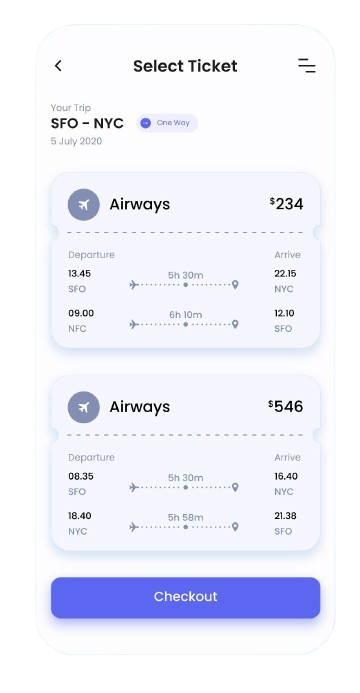 Select Ticket
Your Trip
SFO - NYC One Way
5 July 2020
Airways $234
Departure Arrive
13.45 5h 30m 22.15
SFO NYC
09.00 6h 10m 12.10
NFC SFO
Airways $546
Departure Arrive
08.35 5h 30m 16.40
SFO NYC
18.40 5h 58m 21.38
NYC SFO
Checkout